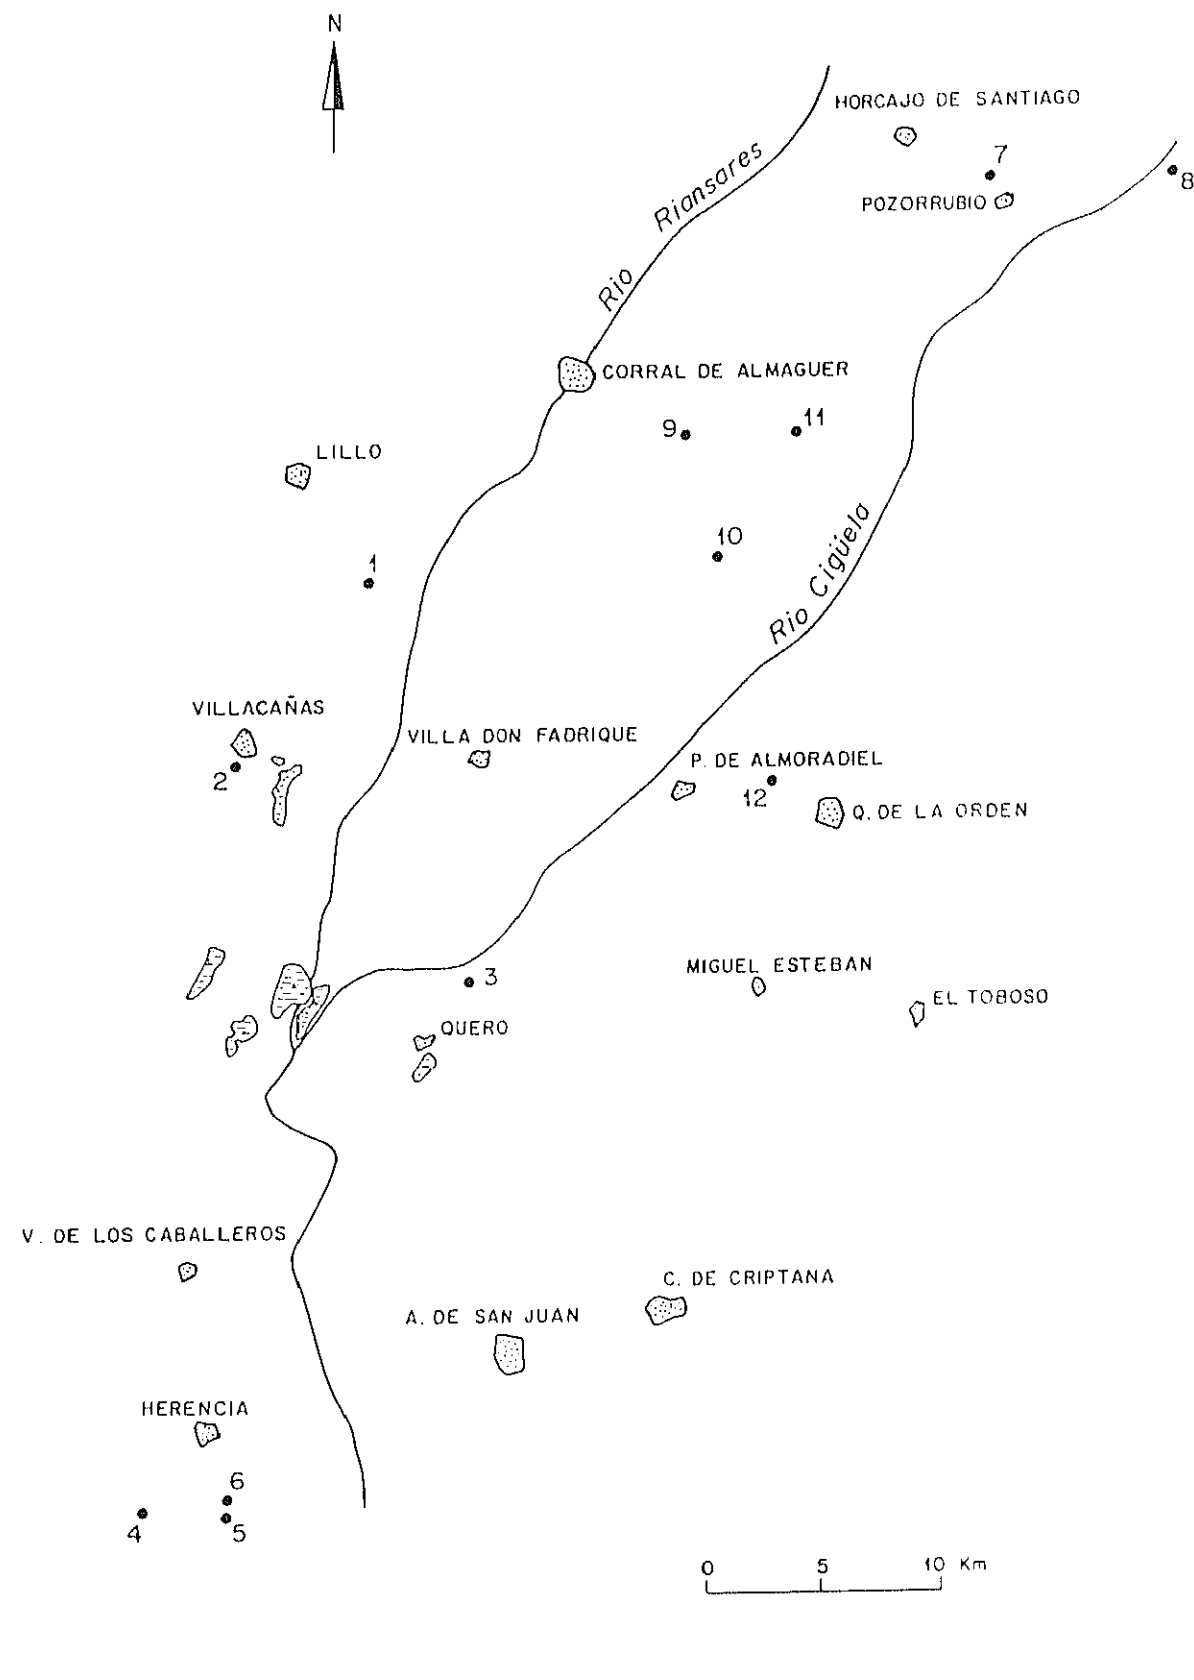 N
HORCAJO DE SANTIAGO
7
8
POZORRUBIO
Rio Riansares
CORRAL DE ALMAGUER
9
11
LILLO
10
1
Rio Cigüela
VILLACAÑAS
VILLA DON FADRIQUE
2
P. DE ALMORADIEL
12
Q. DE LA ORDEN
3
MIGUEL ESTEBAN
EL TOBOSO
QUERO
V. DE LOS CABALLEROS
C. DE CRIPTANA
A. DE SAN JUAN
HERENCIA
6
4
5
0 5 10 Km